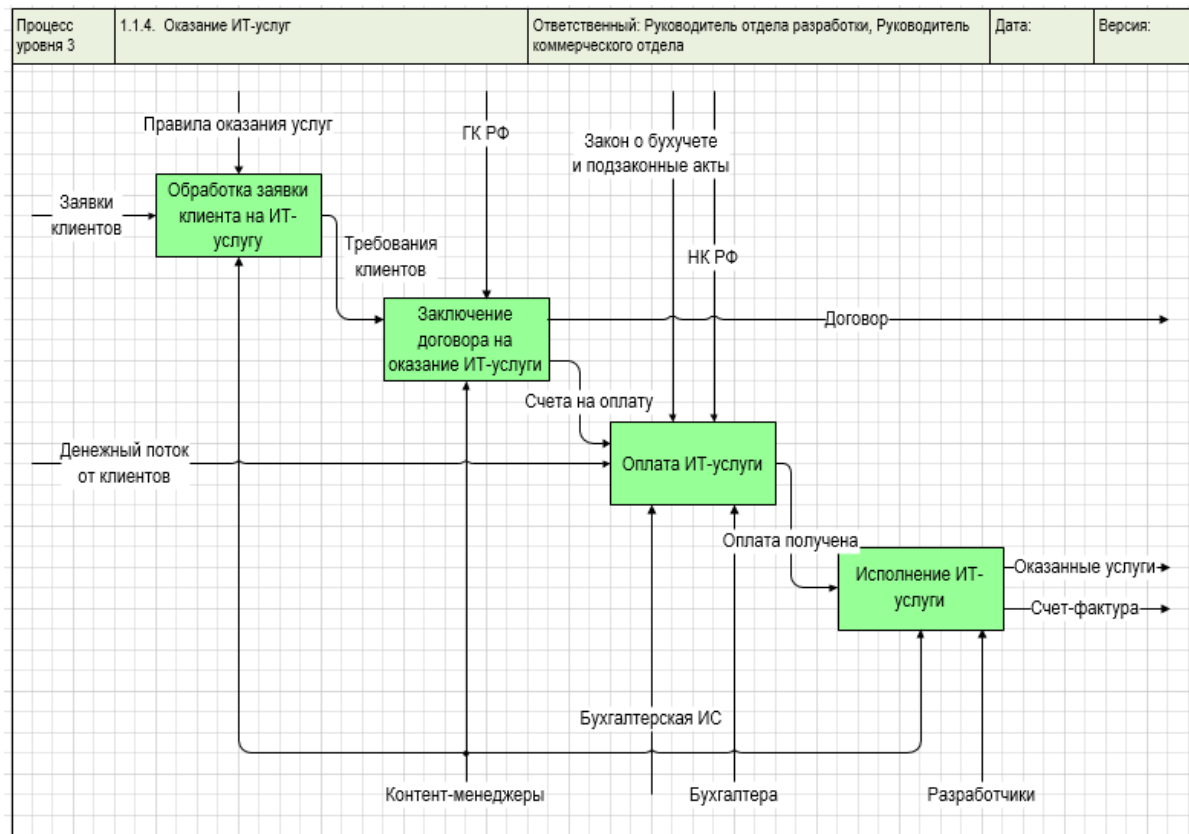 Процесс
уровня 3
1.1.4. Оказание ИТ-услуг
Ответственный: Руководитель отдела разработки, Руководитель
коммерческого отдела
Дата:
Версия:
Правила оказания услуг
ГК РФ
Закон о бухучете
и подзаконные акты
Заявки
клиентов
Обработка заявки
клиента на ИТ-
услугу
Требования
клиентов
НК РФ
Заключение
договора на
оказание ИТ-услуги
Договор
Счета на оплату
Денежный поток
от клиентов
Оплата ИТ-услуги
Оплата получена
Исполнение ИТ-
услуги
Оказанные услуги
Счет-фактура
Бухгалтерская ИС
Контент-менеджеры
Бухгалтера
Разработчики